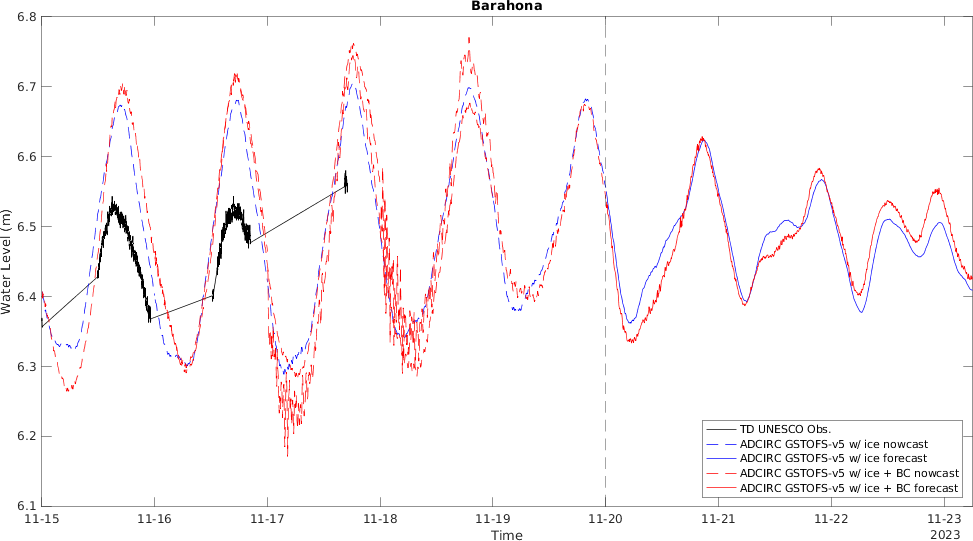 Barahona
6.8
6.7
6.6
6.5
6.4
6.3
6.2
6.1
Water Level (m)
11-15 11-16 11-17 11-18 11-19 11-20 11-21 11-22 11-23
2023
Time
TD UNESCO Obs.
ADCIRC GSTOFS-v5 w/ ice nowcast
ADCIRC GSTOFS-v5 w/ ice forecast
ADCIRC GSTOFS-v5 w/ ice + BC nowcast
ADCIRC GSTOFS-v5 w/ ice + BC forecast